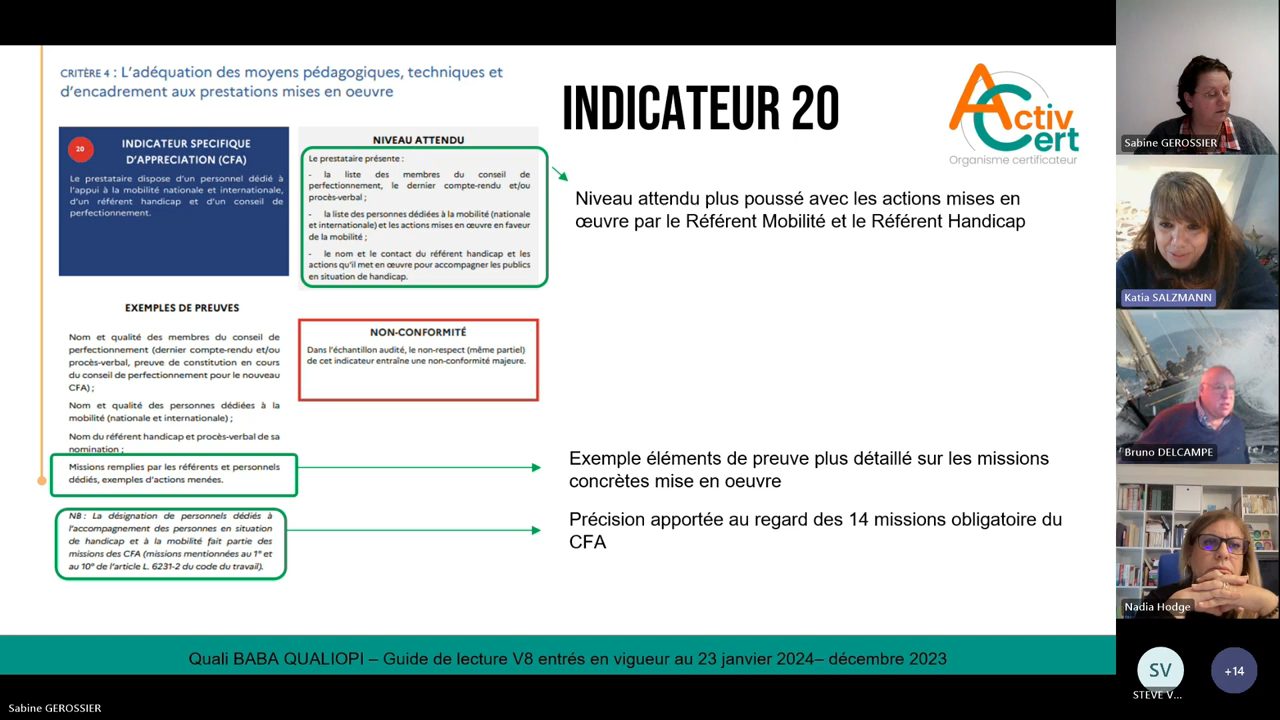 CRITÈRE 4 : L'adéquation des moyens pédagogiques, techniques et
d'encadrement aux prestations mises en oeuvre
20
INDICATEUR SPECIFIQUE
D'APPRECIATION (CFA)
Le prestataire dispose d'un personnel dédié à
l'appui à la mobilité nationale et internationale,
d'un référent handicap et d'un conseil de
perfectionnement.
NIVEAU ATTENDU
Le prestataire présente :
- la liste des membres du conseil de
perfectionnement, le dernier compte-rendu et/ou
procès-verbal ;
- la liste des personnes dédiées à la mobilité (nationale
et internationale) et les actions mises en œuvre en faveur
de la mobilité ;
- le nom et le contact du référent handicap et les
actions qu'il met en œuvre pour accompagner les publics
en situation de handicap.
EXEMPLES DE PREUVES
Nom et qualité des membres du conseil de
perfectionnement (dernier compte-rendu et/ou
procès-verbal, preuve de constitution en cours
du conseil de perfectionnement pour le nouveau
CFA) ;
Nom et qualité des personnes dédiées à la
mobilité (nationale et internationale) ;
Nom du référent handicap et procès-verbal de sa
nomination ;
Missions remplies par les référents et personnels
dédiés, exemples d'actions menées.
NB : La désignation de personnels dédiés à
l'accompagnement des personnes en situation
de handicap et à la mobilité fait partie des
missions des CFA (missions mentionnées au 1° et
au 10° de l'article L. 6231-2 du code du travail).
NON-CONFORMITÉ
Dans l'échantillon audité, le non-respect (même partiel)
de cet indicateur entraîne une non-conformité majeure.
INDICATEUR 20
Activ
Cert
Organisme certificateur
Niveau attendu plus poussé avec les actions mises en
œuvre par le Référent Mobilité et le Référent Handicap
Exemple éléments de preuve plus détaillé sur les missions
concrètes mise en oeuvre
Précision apportée au regard des 14 missions obligatoire du
CFA
Quali BABA QUALIOPI – Guide de lecture V8 entrés en vigueur au 23 janvier 2024– décembre 2023
Sabine GEROSSIER
Sabine GEROSSIER
Katia SALZMANN
Bruno DELCAMPE
Nadia Hodge
SV
STEVE V...
+14